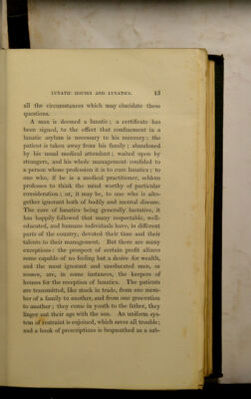 LUNATIC HOUSES AND LUNATICS. 13
all the circumstances which may elucidate these
questions.
A man is deemed a lunatic; a certificate has
been signed, to the effect that confinement in a
lunatic asylum is necessary to his recovery; the
patient is taken away from his family; abandoned
by his usual medical attendant; waited upon by
strangers, and his whole management confided to
a person whose profession it is to cure lunatics; to
one who, if he is a medical practitioner, seldom
professes to think the mind worthy of particular
consideration; or, it may be, to one who is alto-
gether ignorant both of bodily and mental disease.
The care of lunatics being generally lucrative, it
has happily followed that many respectable, well-
educated, and humane individuals have, in different
parts of the country, devoted their time and their
talents to their management. But there are many
exceptions: the prospect of certain profit allures
some capable of no feeling but a desire for wealth,
and the most ignorant and uneducated men, or
women, are, in some instances, the keepers of
houses for the reception of lunatics. The patients
are transmitted, like stock in trade, from one mem-
ber of a family to another, and from one generation
to another; they come in youth to the father, they
linger out their age with the son. An uniform sys-
tem of restraint is enjoined, which saves all trouble;
and a book of prescriptions is bequeathed as a sub-